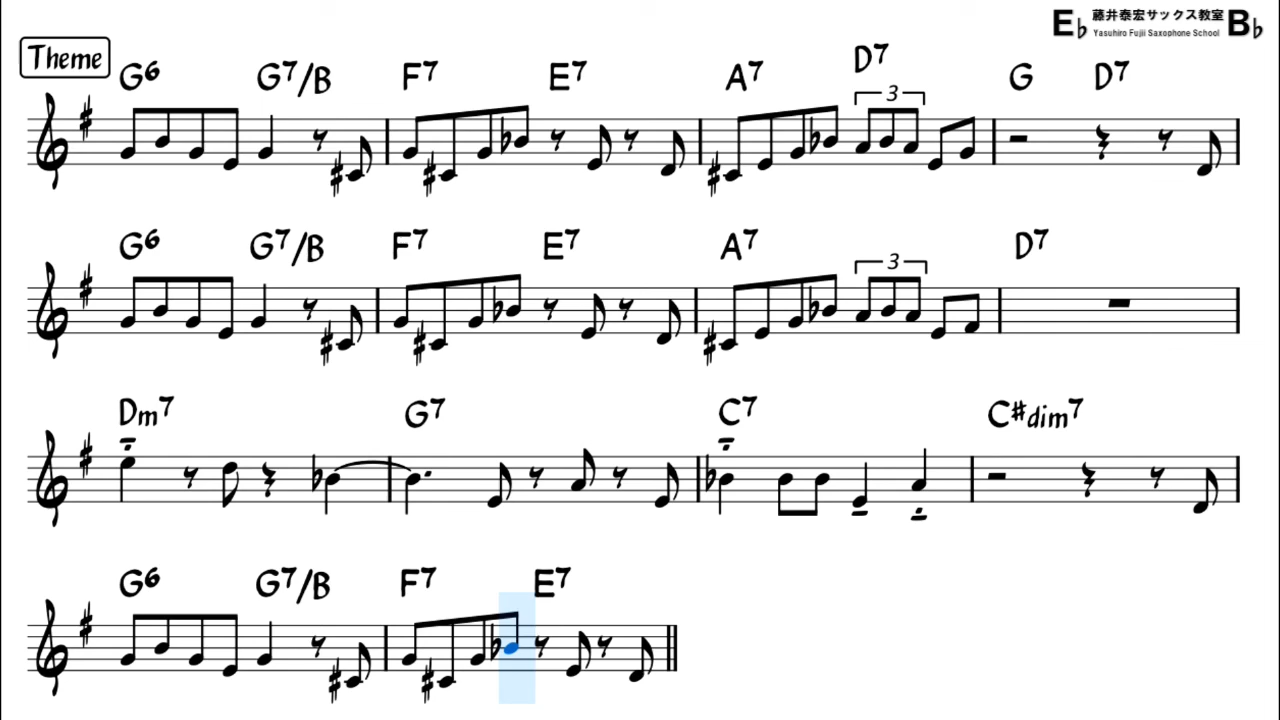 E♭ 藤井泰宏サックス教室 B♭
Yasuhiro Fujii Saxophone School
Theme
G6 G7/B F7 E7 A7 D7 G D7
3
G6 G7/B F7 E7 A7 D7
3
Dm7 G7 C7 C#dim7
G6 G7/B F7 E7